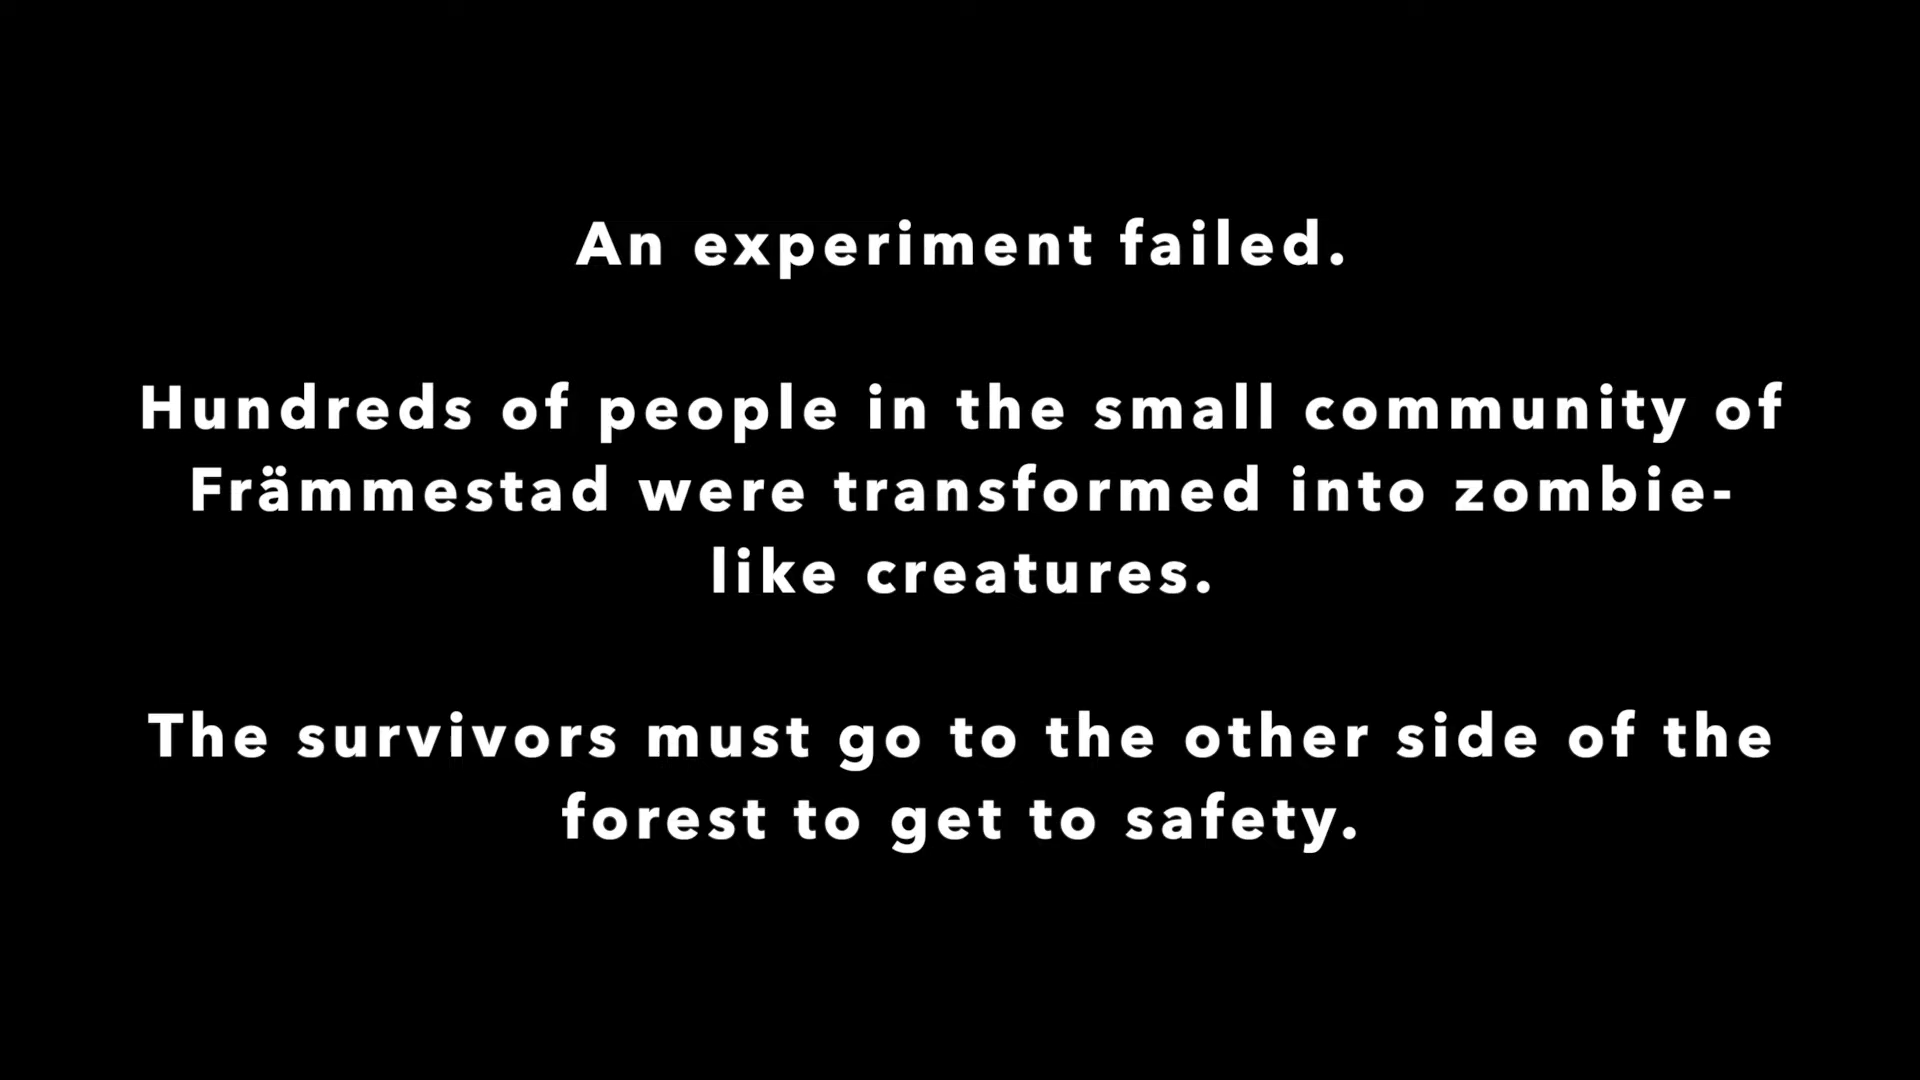 An experiment failed.
Hundreds of people in the small community of
Främmestad were transformed into zombie-
like creatures.
The survivors must go to the other side of the
forest to get to safety.